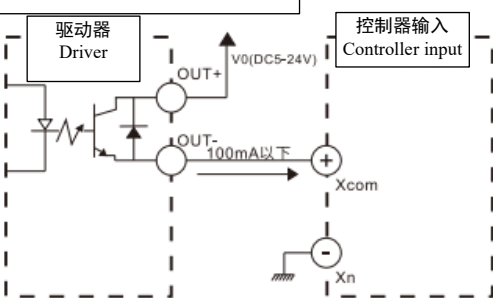 驱动器
Driver
控制器输入
Controller input
V0(DC5-24V)
OUT+
OUT-
100mA以下
+
Xcom
-
Xn